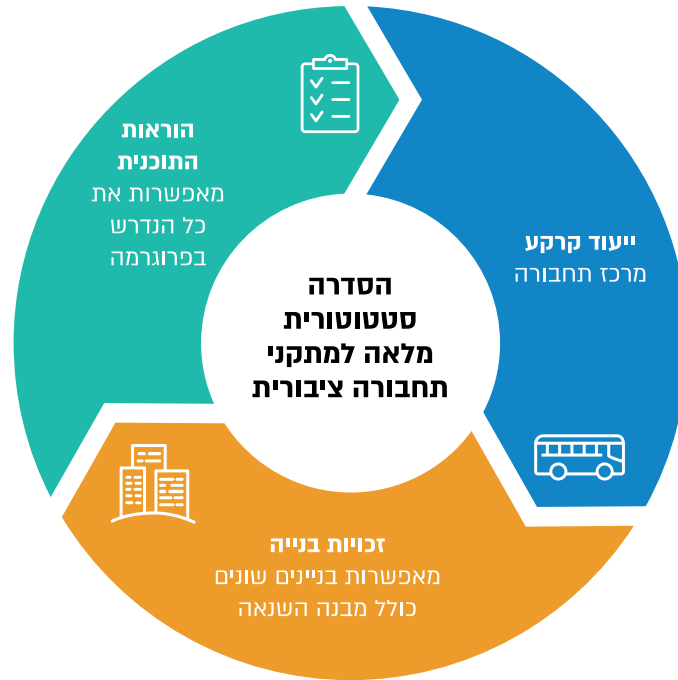 הסדרה
סטטוטורית
מלאה למתקני
תחבורה ציבורית
ייעוד קרקע
מרכז תחבורה
זכויות בנייה
מאפשרות בניינים שונים
כולל מבנה השנאה
הוראות
התוכנית
מאפשרות את
כל הנדרש
בפרוגרמה